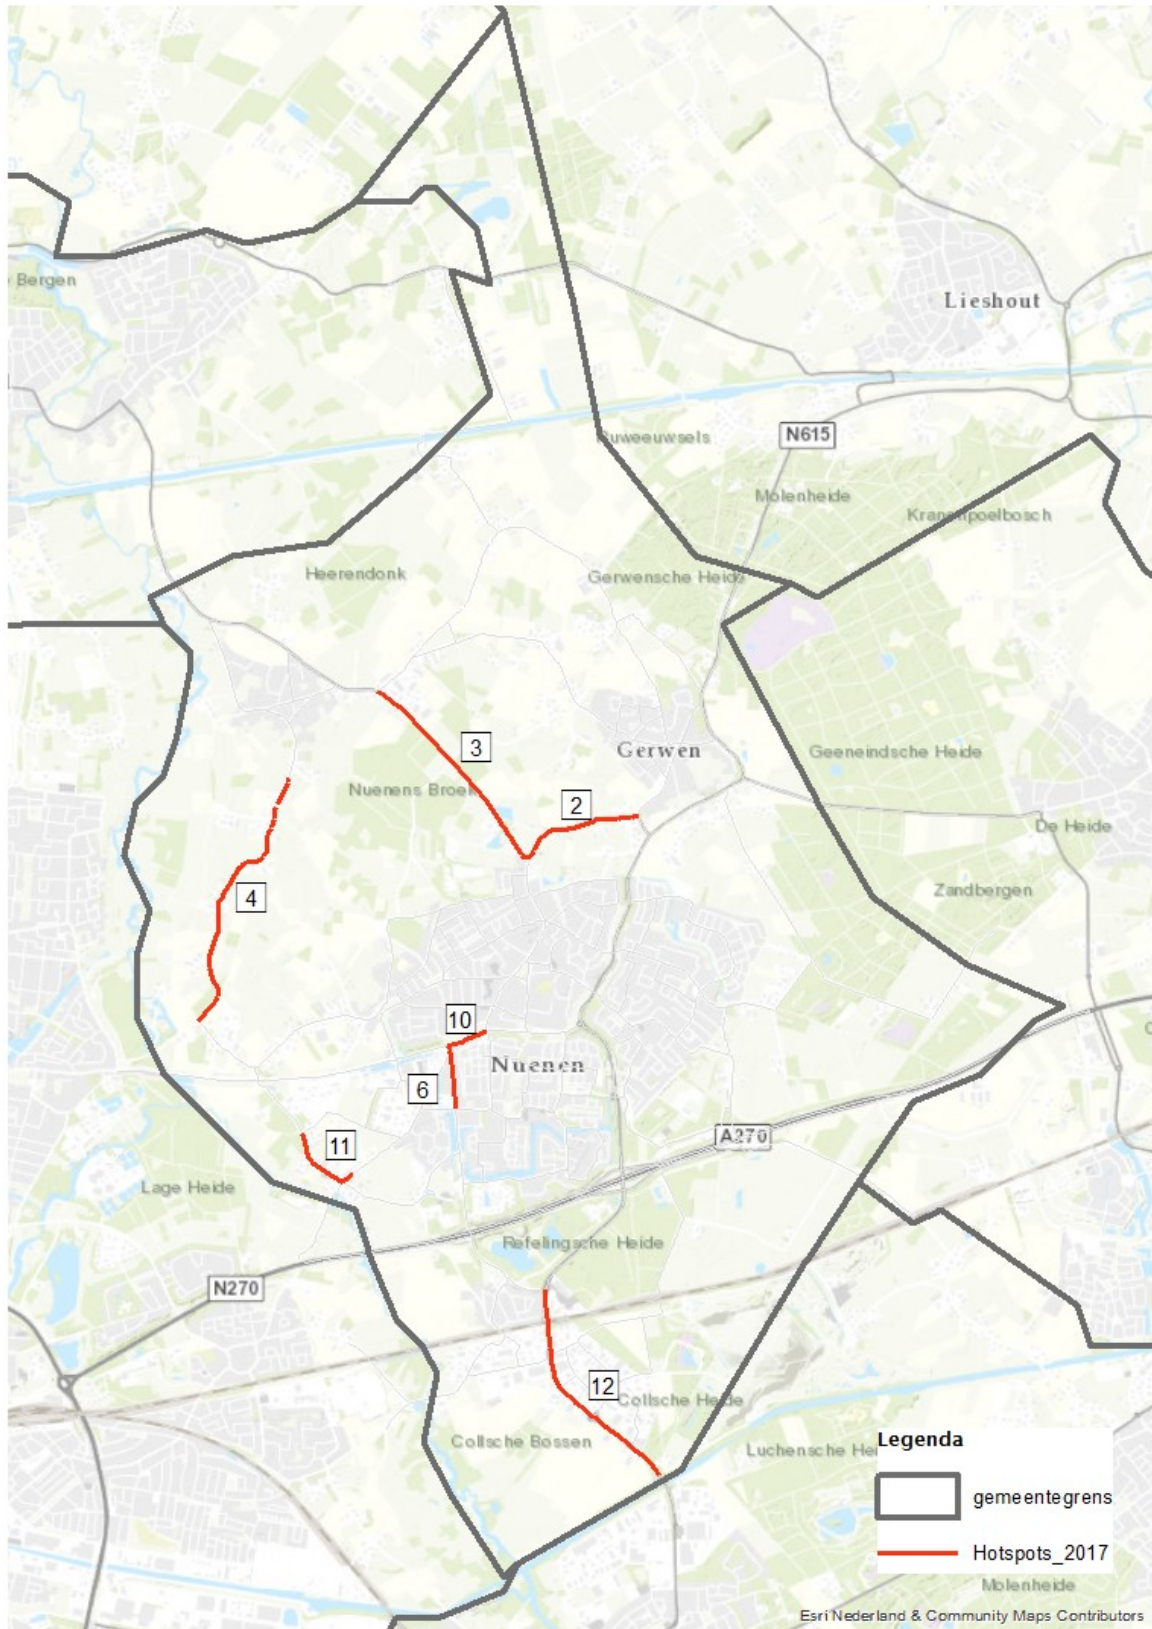 Bergen
Lieshout
Ruweeuwsels
N615
Molenheide
Kranenpoelbosch
Heerendonk
Gerwensche Heide
3
Gerwen
Geeneindsche Heide
Nuenens Broek
2
De Heide
4
Zandbergen
10
Nuenen
6
A270
11
Lage Heide
Refelingsche Heide
N270
12
Collsche Heide
Collsche Bossen
Luchensche Hei
Legenda
gemeentegrens
Hotspots_2017
Molenheide
Esri Nederland & Community Maps Contributors